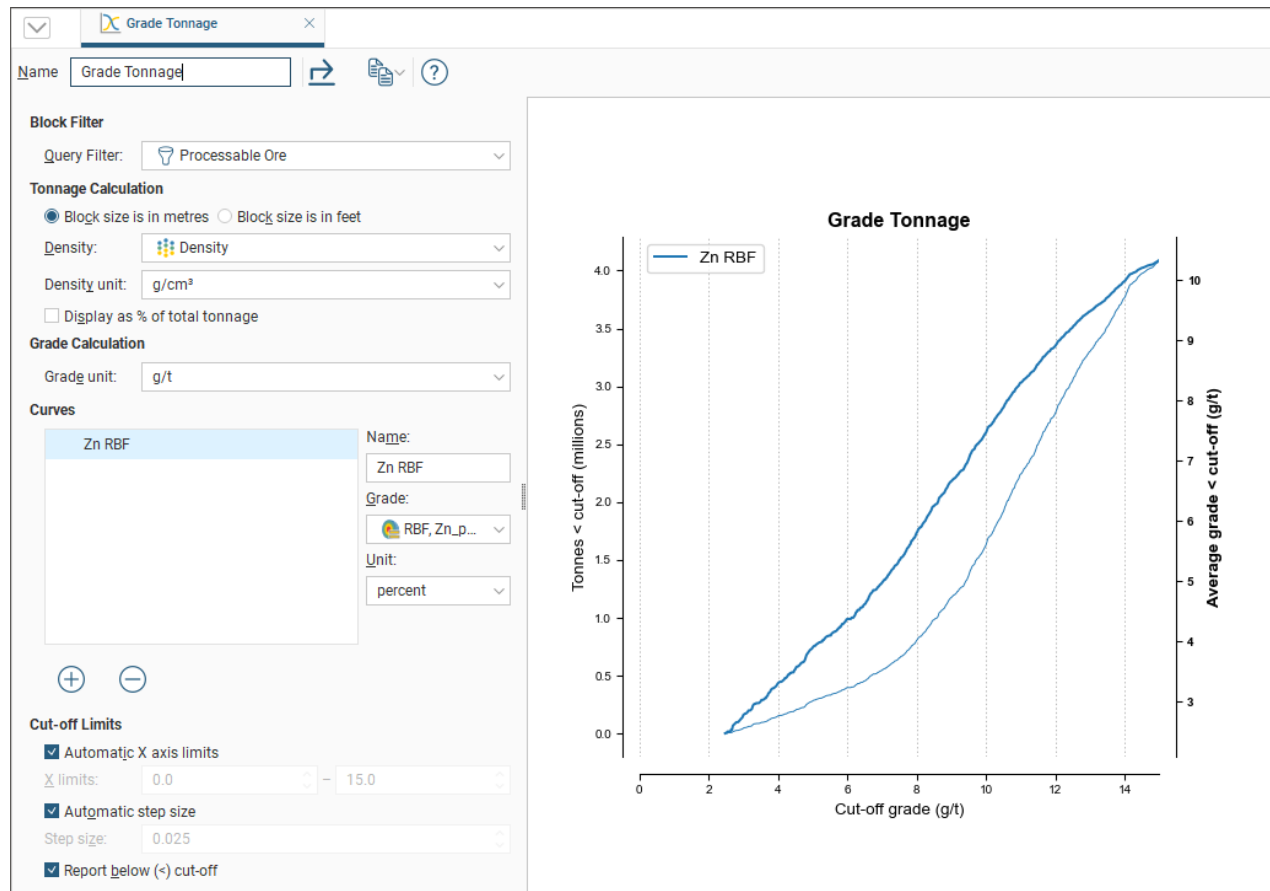 Grade Tonnage
Name Grade Tonnage
Block Filter
Query Filter: Processable Ore
Tonnage Calculation
Block size is in metres Block size is in feet
Density: Density
Density unit: g/cm³
Display as % of total tonnage
Grade Calculation
Grade unit: g/t
Curves
Zn RBF
Name:
Zn RBF
Grade:
RBF, Zn_p...
Unit:
percent
Cut-off Limits
Automatic X axis limits
X limits: 0.0 – 15.0
Automatic step size
Step size: 0.025
Report below (<) cut-off
Grade Tonnage
Zn RBF
Tonnes < cut-off (millions)
4.0
3.5
3.0
2.5
2.0
1.5
1.0
0.5
0.0
Average grade < cut-off (g/t)
10
9
8
7
6
5
4
3
0 2 4 6 8 10 12 14
Cut-off grade (g/t)